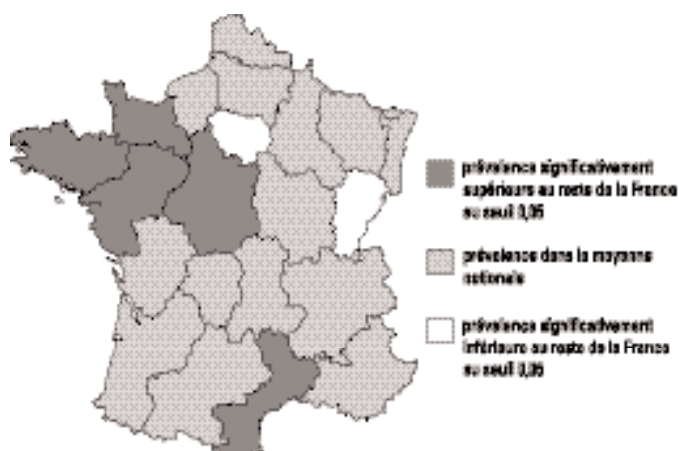 prévalence significativement
supérieure au reste de la France
au seuil 0,05
prévalence dans la moyenne
nationale
prévalence significativement
inférieure au reste de la France
au seuil 0,05